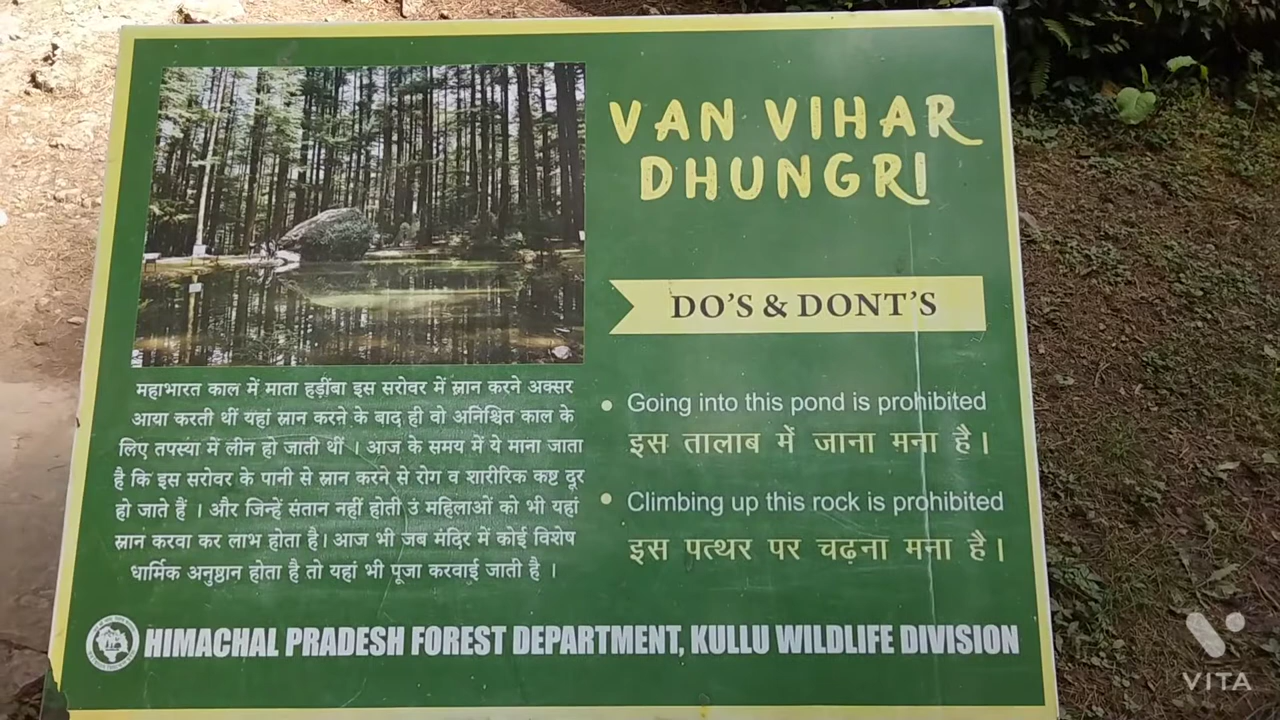 VAN VIHAR
DHUNGRI
DO'S & DONT'S
महाभारत काल में माता हड़ींबा इस सरोवर में स्नान करने अक्सर
आया करती थीं यहां स्नान करने के बाद ही वो अनिश्चित काल के
लिए तपस्या में लीन हो जाती थीं । आज के समय में ये माना जाता
है कि इस सरोवर के पानी से स्नान करने से रोग व शारीरिक कष्ट दूर
हो जाते हैं । और जिन्हें संतान नहीं होती उं महिलाओं को भी यहां
स्नान करवा कर लाभ होता है। आज भी जब मंदिर में कोई विशेष
धार्मिक अनुष्ठान होता है तो यहां भी पूजा करवाई जाती है ।
Going into this pond is prohibited
इस तालाब में जाना मना है।
Climbing up this rock is prohibited
इस पत्थर पर चढ़ना मना है।
HIMACHAL PRADESH FOREST DEPARTMENT, KULLU WILDLIFE DIVISION
VITA